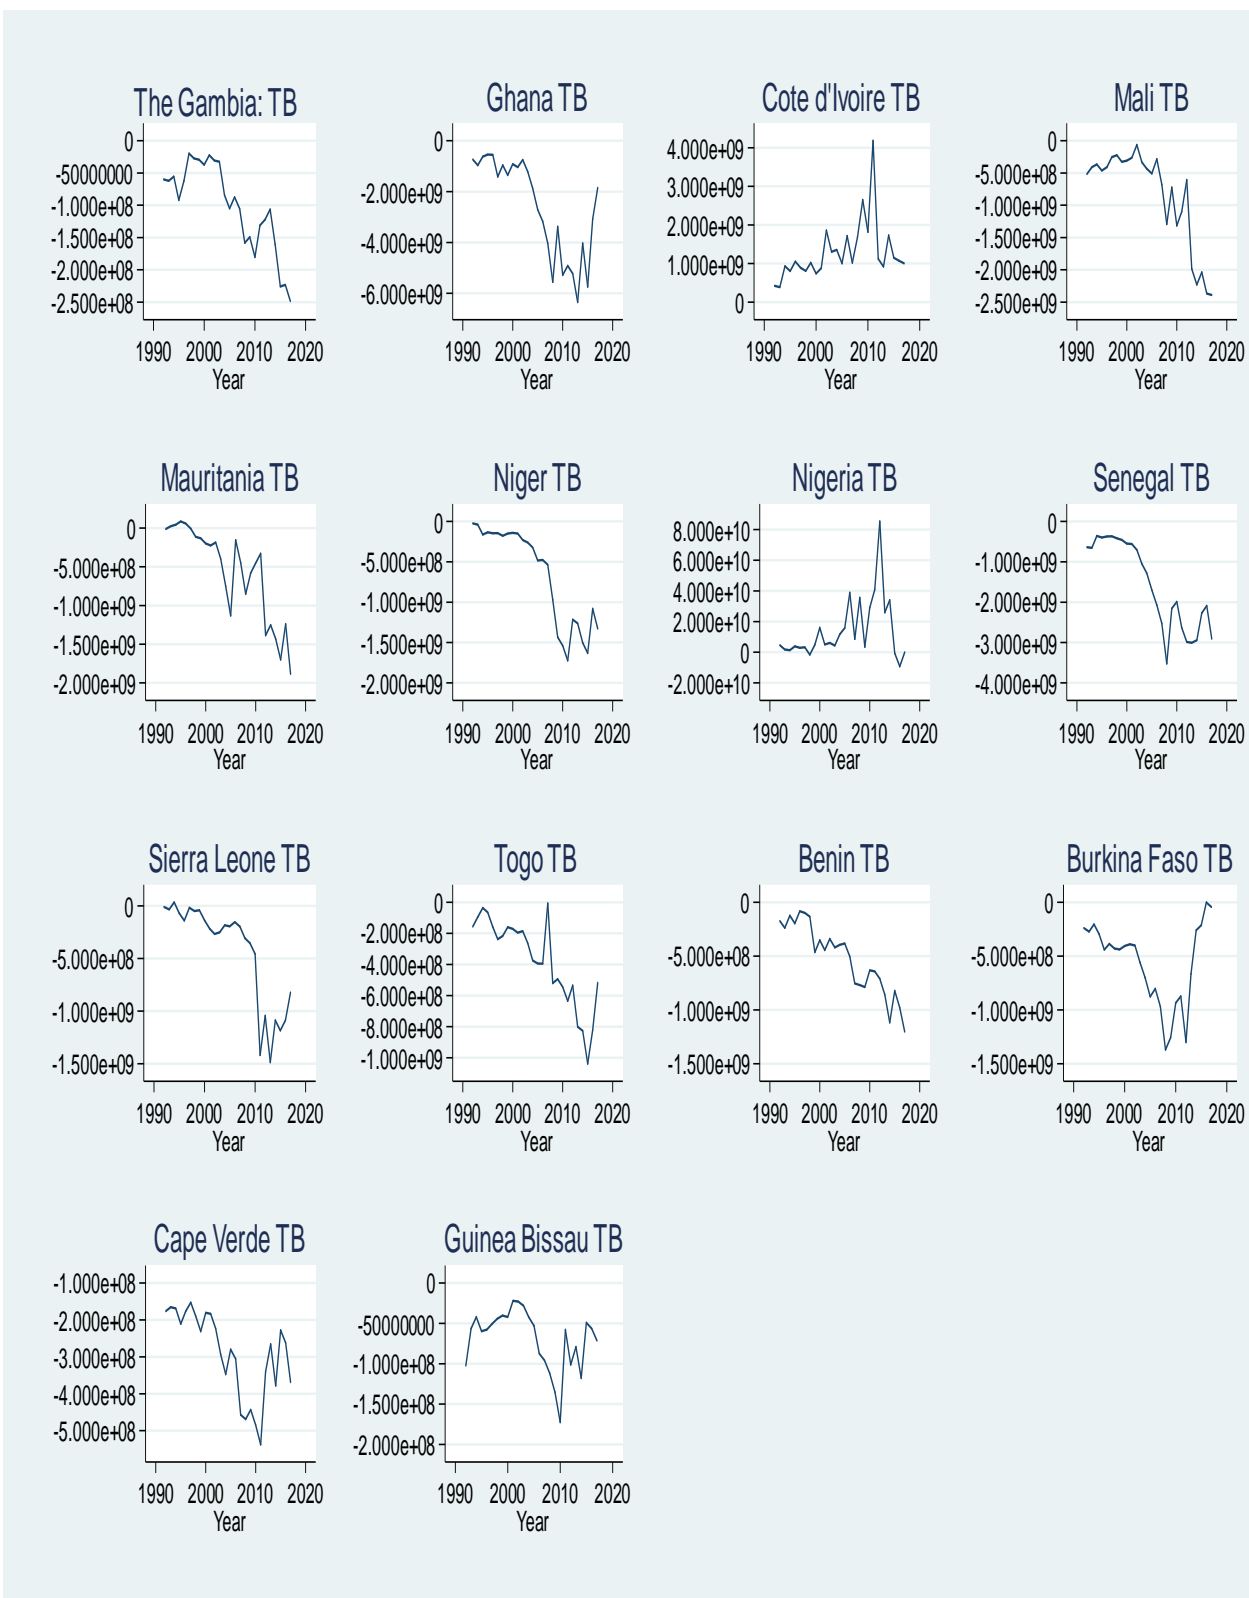 The Gambia: TB
0
-50000000
-1.000e+08
-1.500e+08
-2.000e+08
-2.500e+08
1990 2000 2010 2020
Year
Ghana TB
0
-2.000e+09
-4.000e+09
-6.000e+09
1990 2000 2010 2020
Year
Cote d'Ivoire TB
4.000e+09
3.000e+09
2.000e+09
1.000e+09
0
1990 2000 2010 2020
Year
Mali TB
0
-5.000e+08
-1.000e+09
-1.500e+09
-2.000e+09
-2.500e+09
1990 2000 2010 2020
Year
Mauritania TB
0
-5.000e+08
-1.000e+09
-1.500e+09
-2.000e+09
1990 2000 2010 2020
Year
Niger TB
0
-5.000e+08
-1.000e+09
-1.500e+09
-2.000e+09
1990 2000 2010 2020
Year
Nigeria TB
8.000e+10
6.000e+10
4.000e+10
2.000e+10
0
-2.000e+10
1990 2000 2010 2020
Year
Senegal TB
0
-1.000e+09
-2.000e+09
-3.000e+09
-4.000e+09
1990 2000 2010 2020
Year
Sierra Leone TB
0
-5.000e+08
-1.000e+09
-1.500e+09
1990 2000 2010 2020
Year
Togo TB
0
-2.000e+08
-4.000e+08
-6.000e+08
-8.000e+08
-1.000e+09
1990 2000 2010 2020
Year
Benin TB
0
-5.000e+08
-1.000e+09
-1.500e+09
1990 2000 2010 2020
Year
Burkina Faso TB
0
-5.000e+08
-1.000e+09
-1.500e+09
1990 2000 2010 2020
Year
Cape Verde TB
-1.000e+08
-2.000e+08
-3.000e+08
-4.000e+08
-5.000e+08
1990 2000 2010 2020
Year
Guinea Bissau TB
0
-50000000
-1.000e+08
-1.500e+08
-2.000e+08
1990 2000 2010 2020
Year